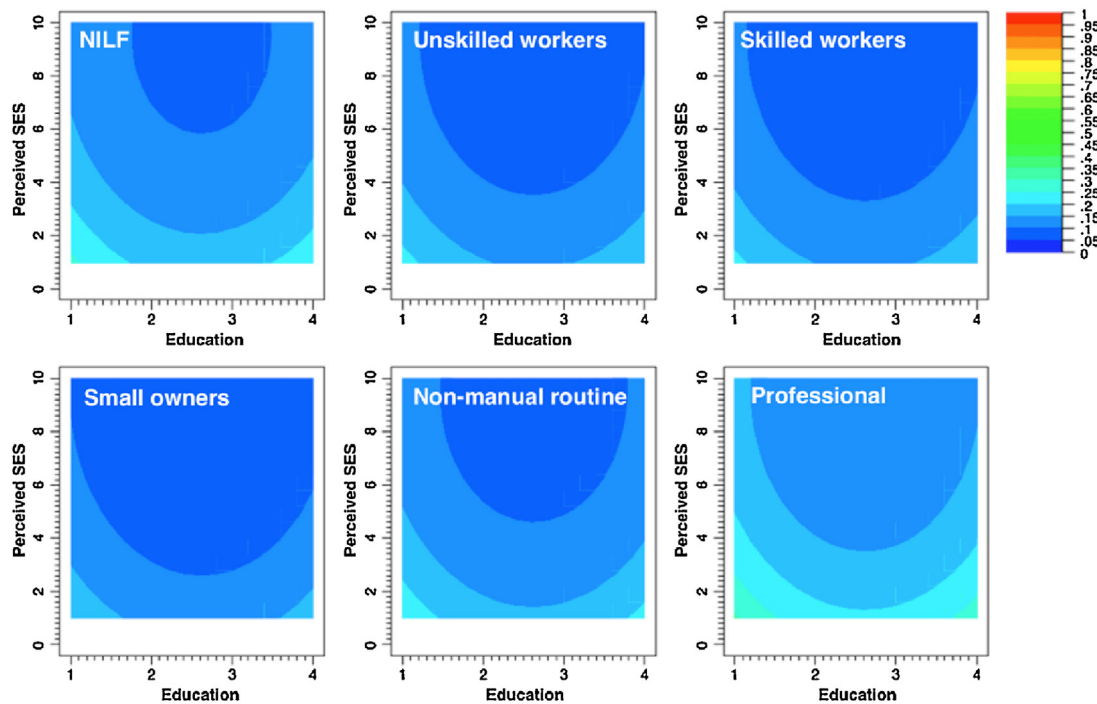 NILF
Unskilled workers
Skilled workers
Perceived SES
0 2 4 6 8 10
1 2 3 4
Education
Perceived SES
0 2 4 6 8 10
1 2 3 4
Education
Perceived SES
0 2 4 6 8 10
1 2 3 4
Education
1
.95
.9
.85
.8
.75
.7
.65
.6
.55
.5
.45
.4
.35
.3
.25
.2
.15
.1
.05
0
Small owners
Non-manual routine
Professional
Perceived SES
0 2 4 6 8 10
1 2 3 4
Education
Perceived SES
0 2 4 6 8 10
1 2 3 4
Education
Perceived SES
0 2 4 6 8 10
1 2 3 4
Education